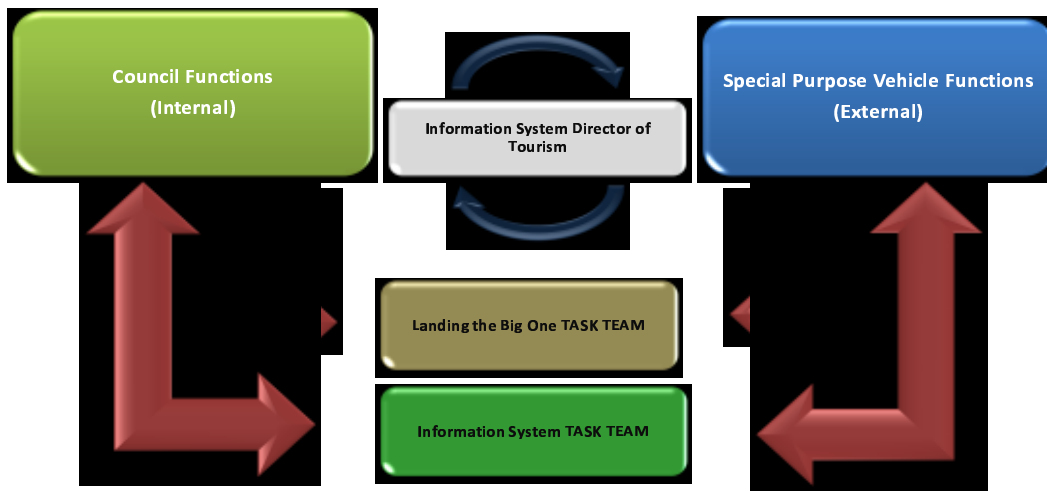 Council Functions
(Internal)
Information System Director of
Tourism
Special Purpose Vehicle Functions
(External)
Landing the Big One TASK TEAM
Information System TASK TEAM